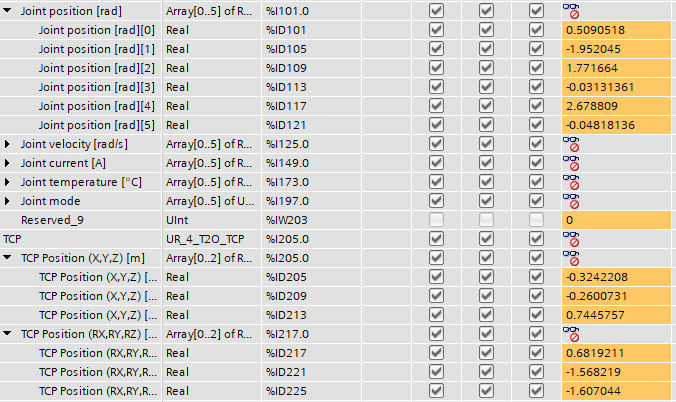 Joint position [rad] Array[0..5] of R... %I101.0
Joint position [rad][0] Real %ID101 0.5090518
Joint position [rad][1] Real %ID105 -1.952045
Joint position [rad][2] Real %ID109 1.771664
Joint position [rad][3] Real %ID113 -0.03131361
Joint position [rad][4] Real %ID117 2.678809
Joint position [rad][5] Real %ID121 -0.04818136
Joint velocity [rad/s] Array[0..5] of R... %I125.0
Joint current [A] Array[0..5] of R... %I149.0
Joint temperature [°C] Array[0..5] of R... %I173.0
Joint mode Array[0..5] of U... %I197.0
Reserved_9 UInt %IW203 0
TCP UR_4_T2O_TCP %I205.0
TCP Position (X,Y,Z) [m] Array[0..2] of R... %I205.0
TCP Position (X,Y,Z) [... Real %ID205 -0.3242208
TCP Position (X,Y,Z) [... Real %ID209 -0.2600731
TCP Position (X,Y,Z) [... Real %ID213 0.7445757
TCP Position (RX,RY,RZ) [... Array[0..2] of R... %I217.0
TCP Position (RX,RY,R... Real %ID217 0.6819211
TCP Position (RX,RY,R... Real %ID221 -1.568219
TCP Position (RX,RY,R... Real %ID225 -1.607044